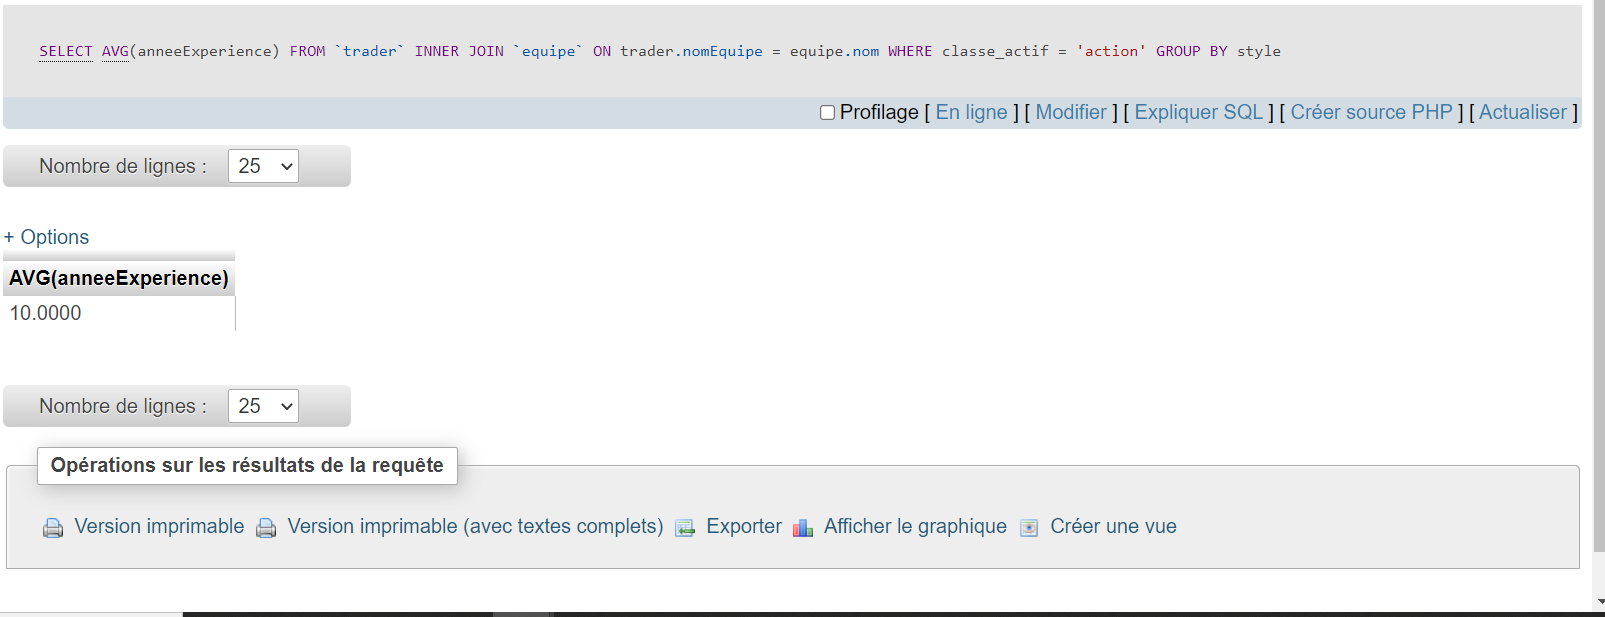 SELECT AVG(anneeExperience) FROM `trader` INNER JOIN `equipe` ON trader.nomEquipe = equipe.nom WHERE classe_actif = 'action' GROUP BY style
Profilage [ En ligne ] [ Modifier ] [ Expliquer SQL ] [ Créer source PHP ] [ Actualiser ]
Nombre de lignes : 25
+ Options
AVG(anneeExperience)
10.0000
Nombre de lignes : 25
Opérations sur les résultats de la requête
Version imprimable Version imprimable (avec textes complets) Exporter Afficher le graphique Créer une vue